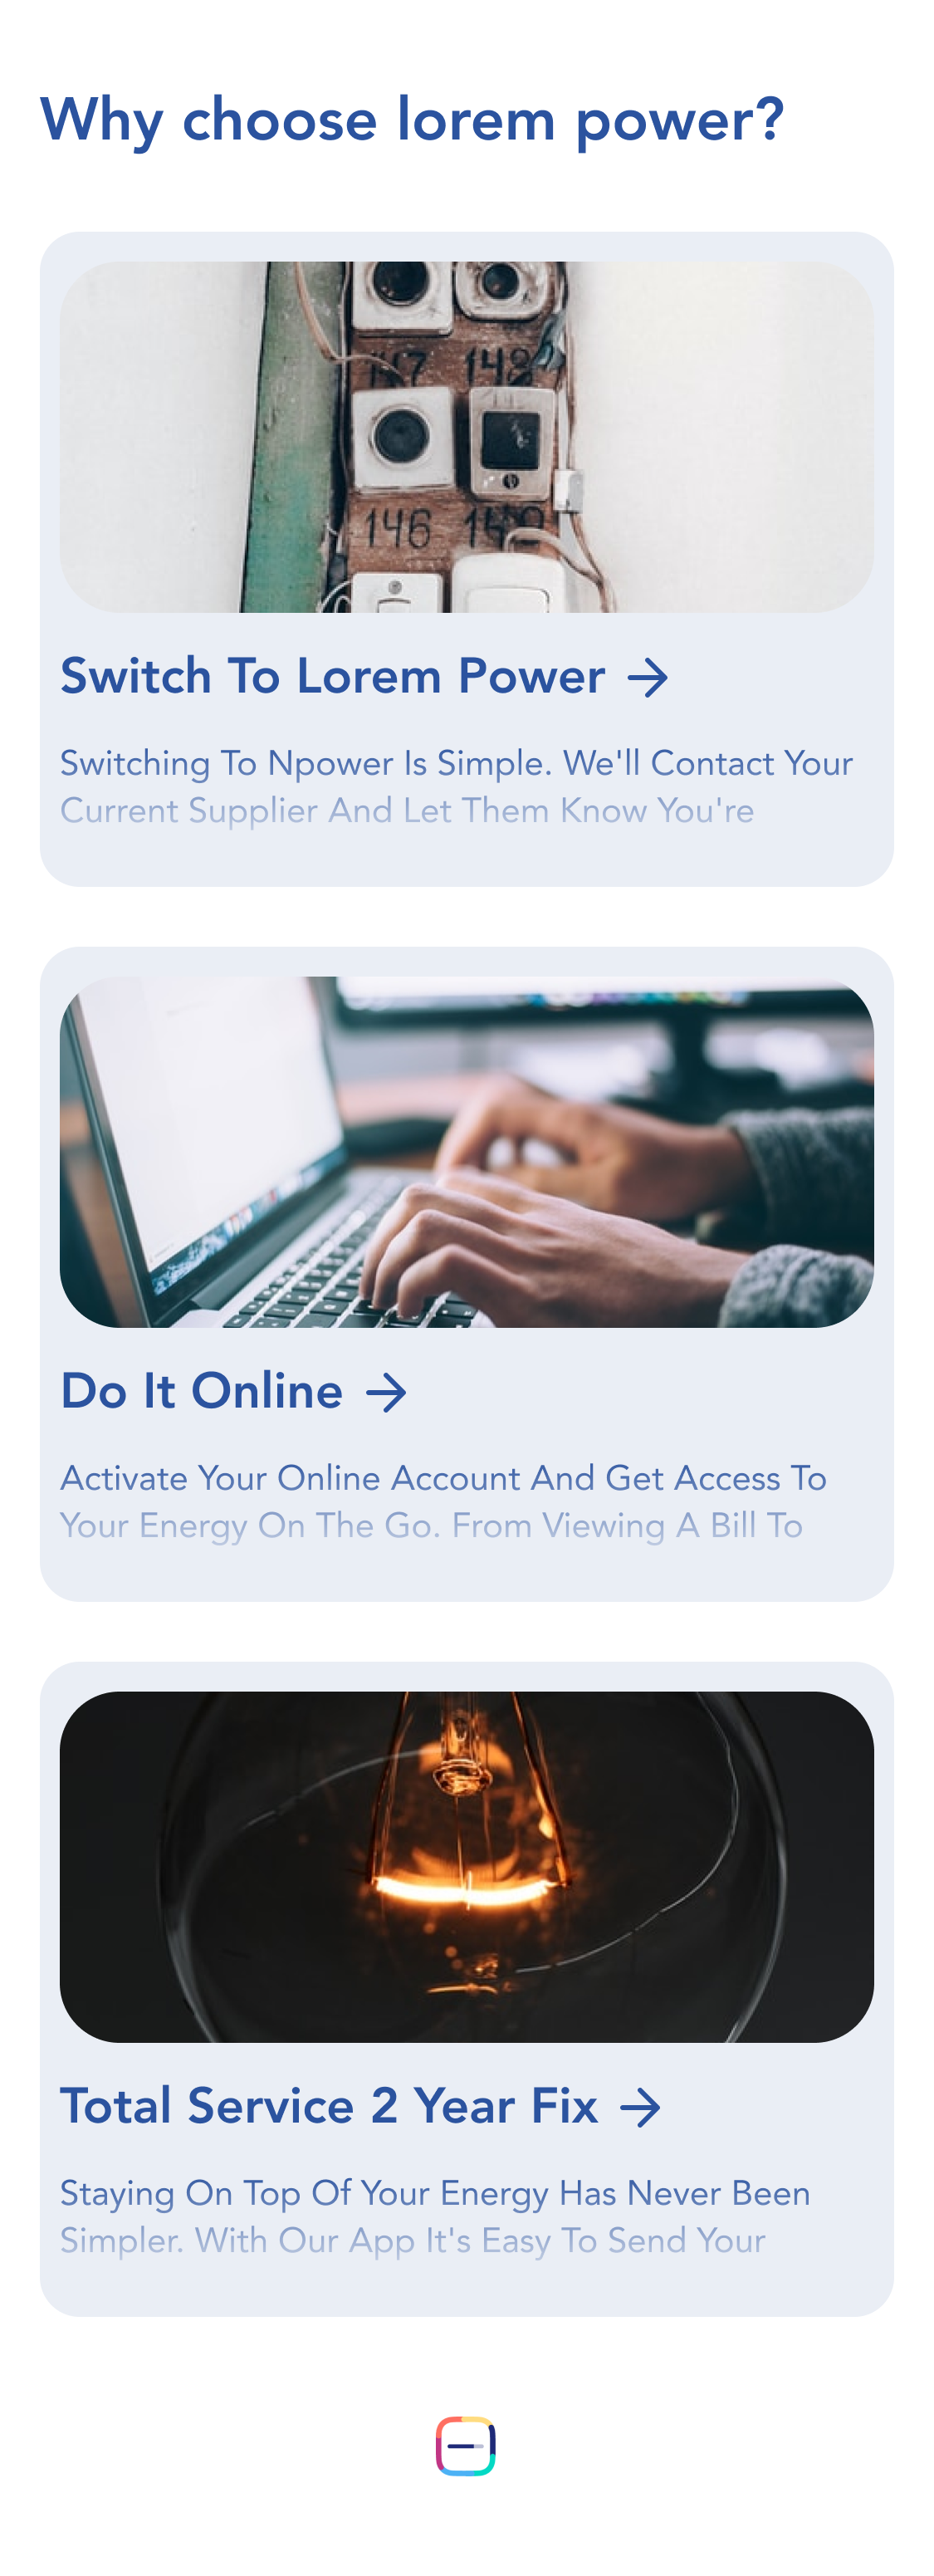 Why choose lorem power?
146
Switch To Lorem Power →
Switching To Npower Is Simple. We'll Contact Your
Current Supplier And Let Them Know You're
Do It Online →
Activate Your Online Account And Get Access To
Your Energy On The Go. From Viewing A Bill To
Total Service 2 Year Fix →
Staying On Top Of Your Energy Has Never Been
Simpler. With Our App It's Easy To Send Your